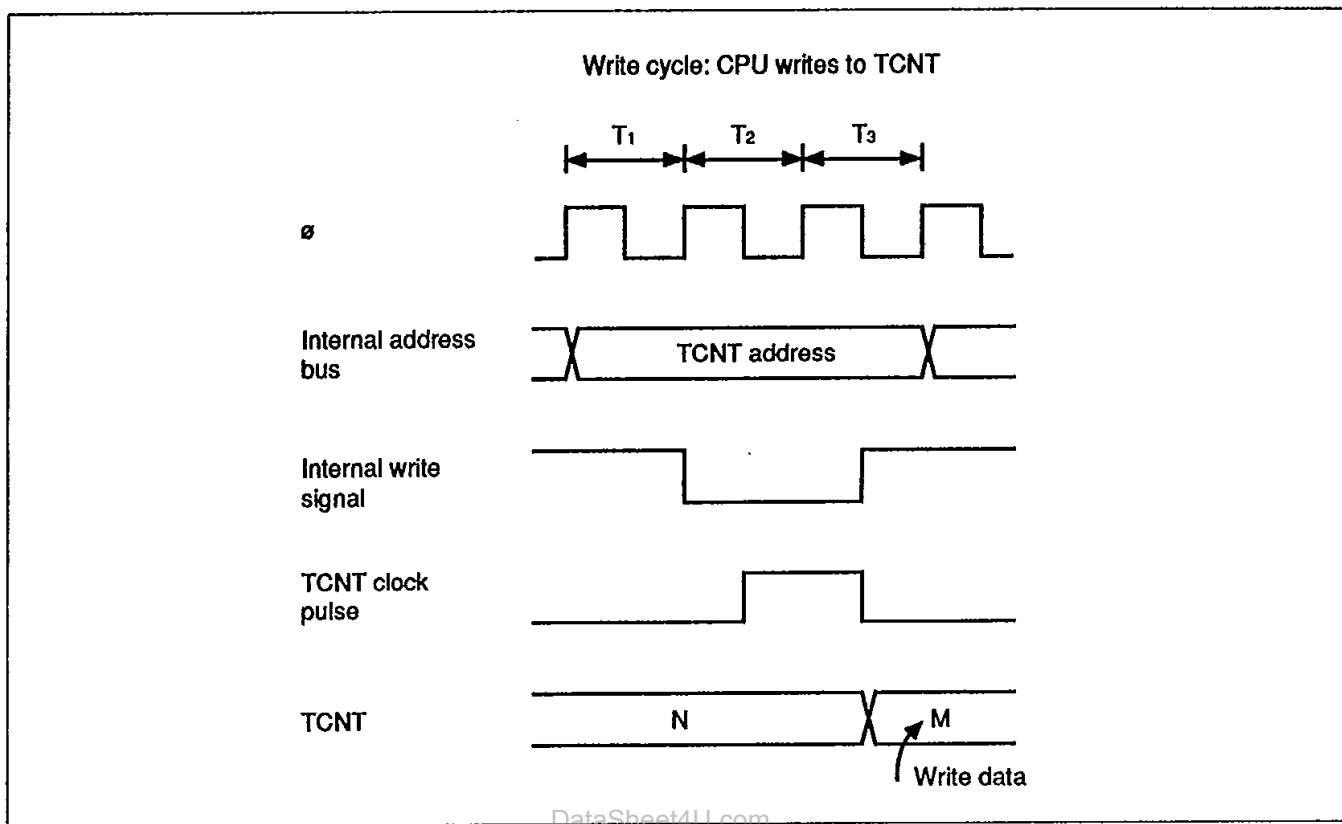 Write cycle: CPU writes to TCNT
T1 T2 T3
ø
Internal address
bus
TCNT address
Internal write
signal
TCNT clock
pulse
TCNT
N
M
Write data
DataSheet4U.com